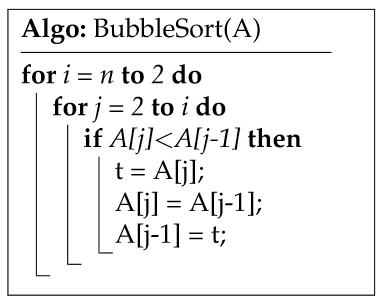 Algo: BubbleSort(A)
for i = n to 2 do
for j = 2 to i do
if A[j]<A[j-1] then
t = A[j];
A[j] = A[j-1];
A[j-1] = t;